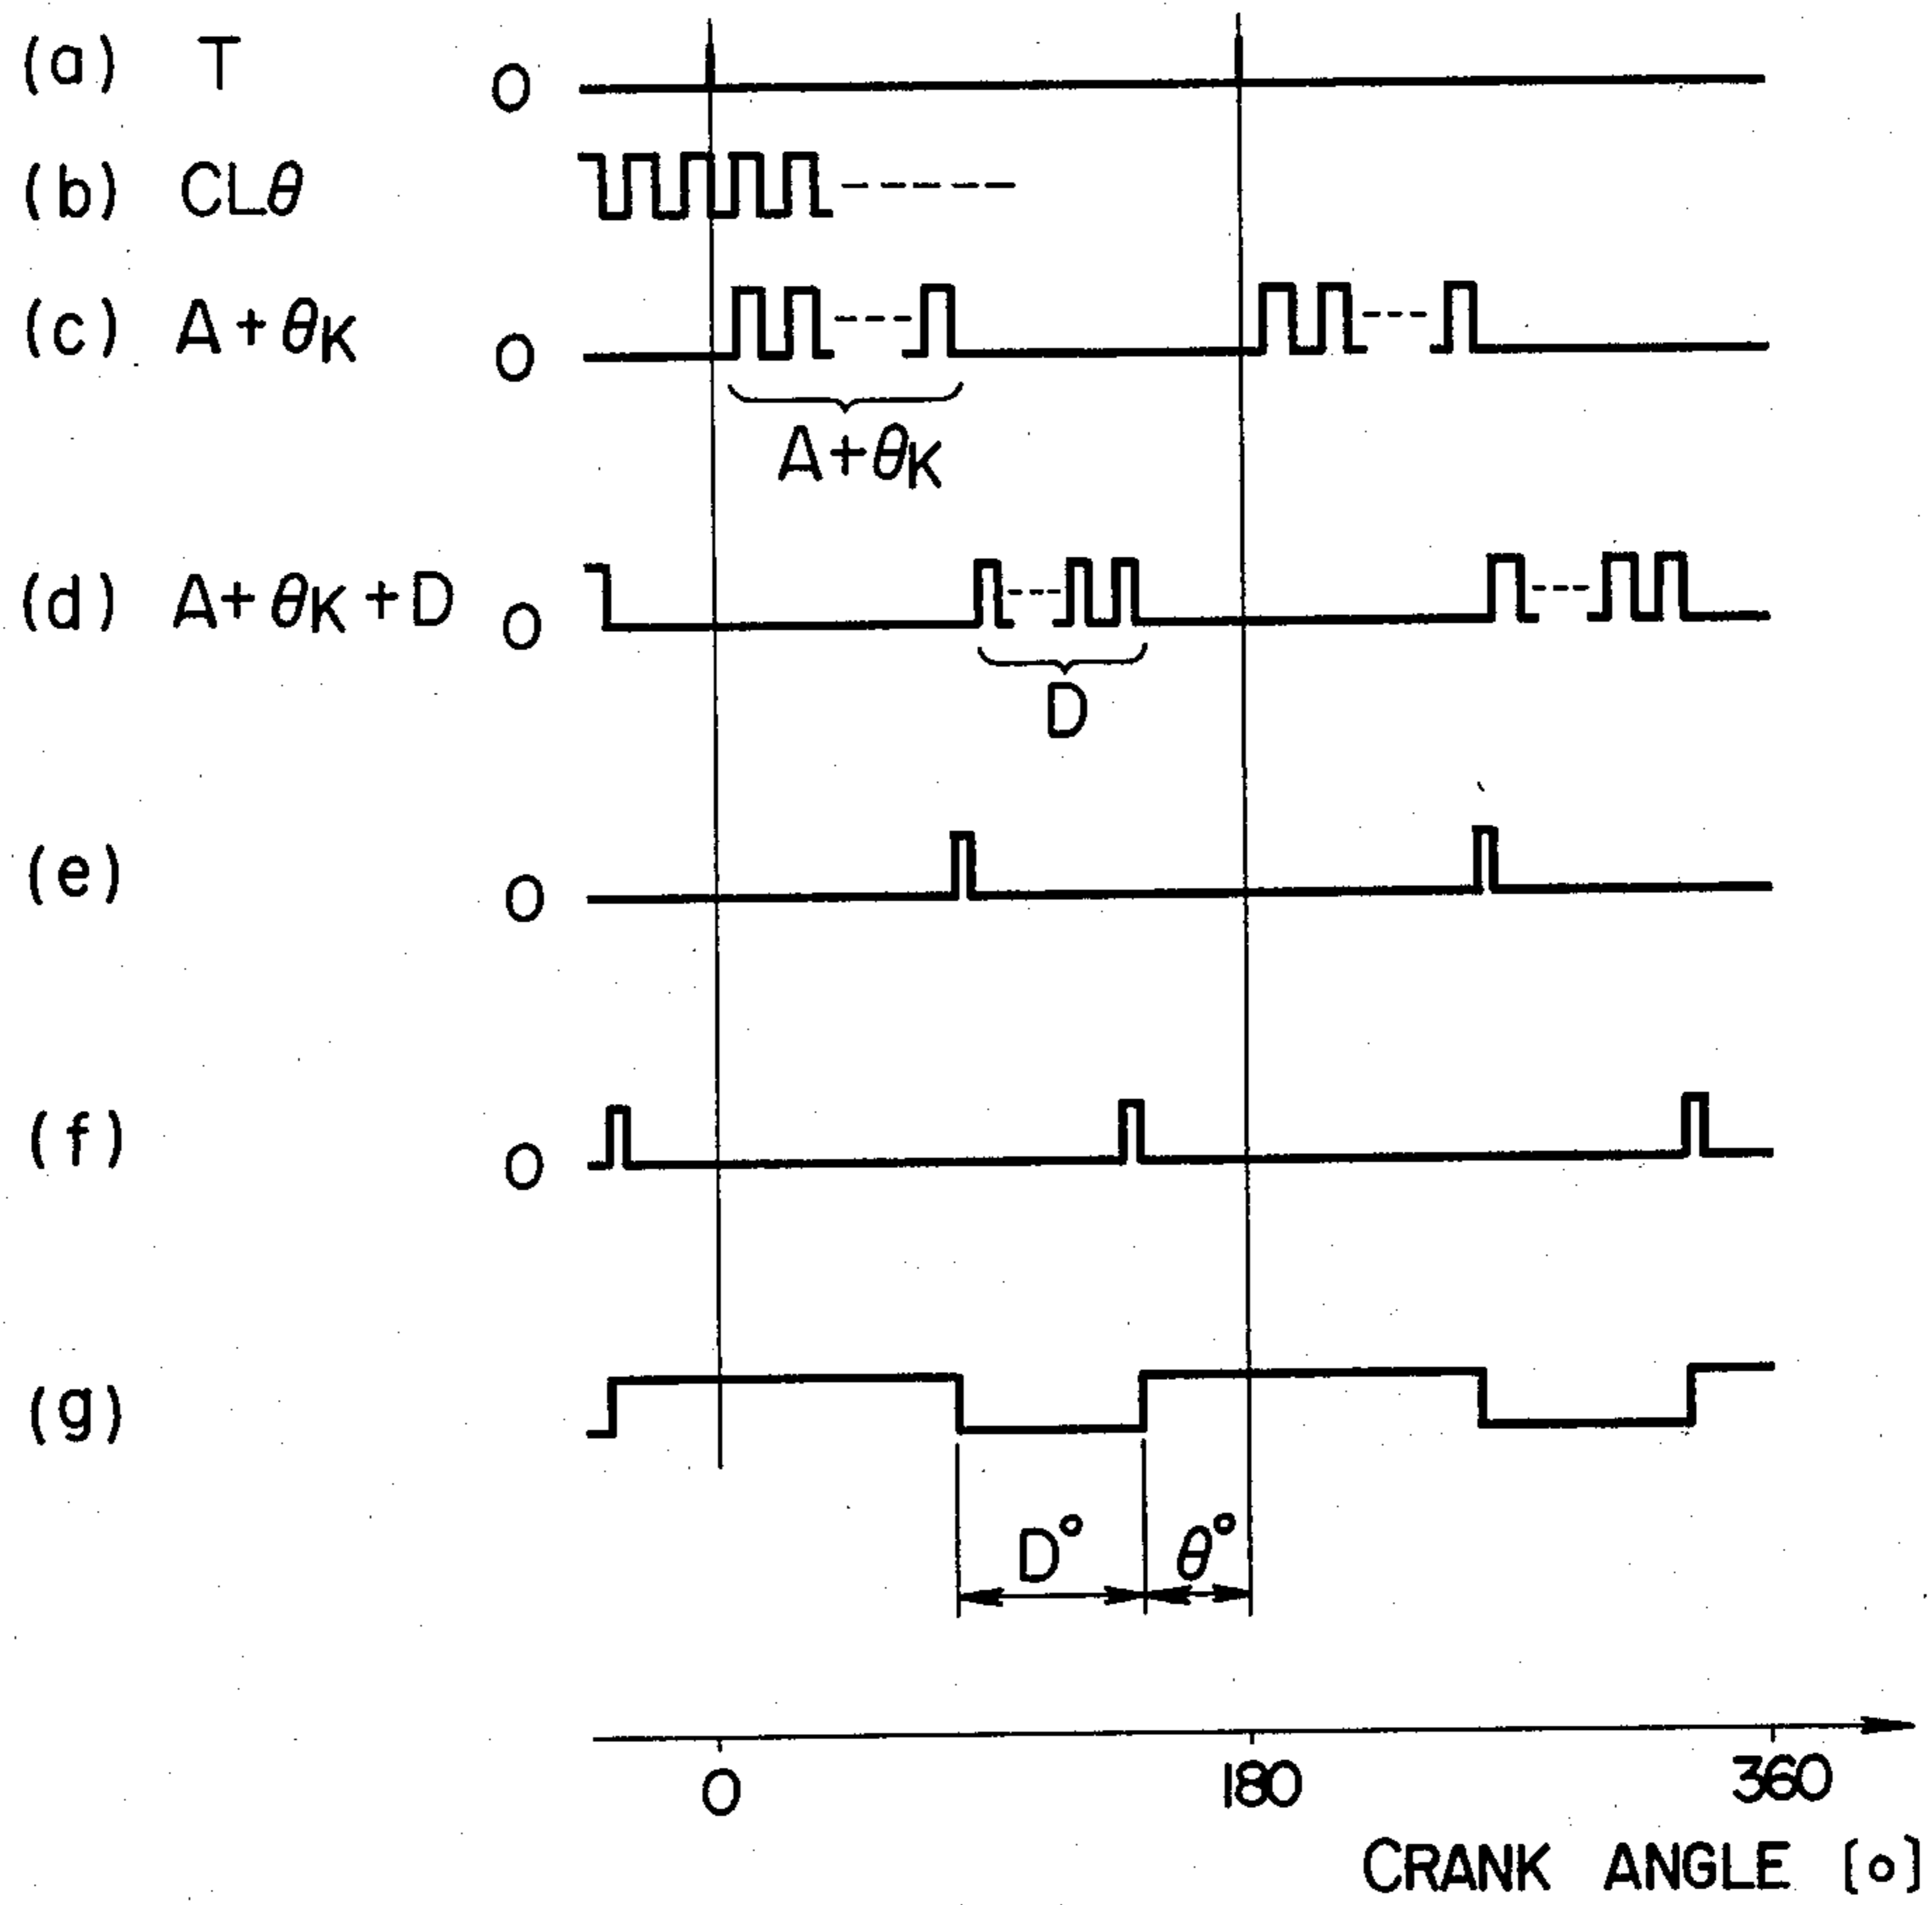 (a) T O
(b) CLθ
(c) A+θK O
A+θK
(d) A+θK+D O
D
(e) O
(f) O
(g)
D° θ°
0 180 360
CRANK ANGLE [o]